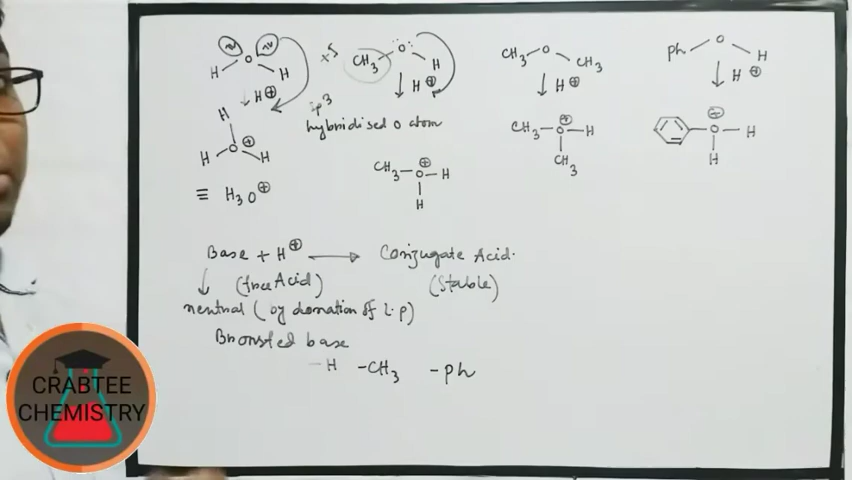 H O H
H⊕
H
H O⊕ H
≡ H₃O⊕
CH₃ O H
H⊕
sp³
hybridised O atom
CH₃ – O⊕ – H
H
CH₃ – O CH₃
H⊕
CH₃ – O⊕ – H
CH₃
ph O H
H⊕
O⊕ – H
H
Base + H⊕ → Conjugate Acid.
(free Acid) (Stable)
neutral (by donation of l.p)
Bronsted base
–H –CH₃ –ph
CRABTEE
CHEMISTRY